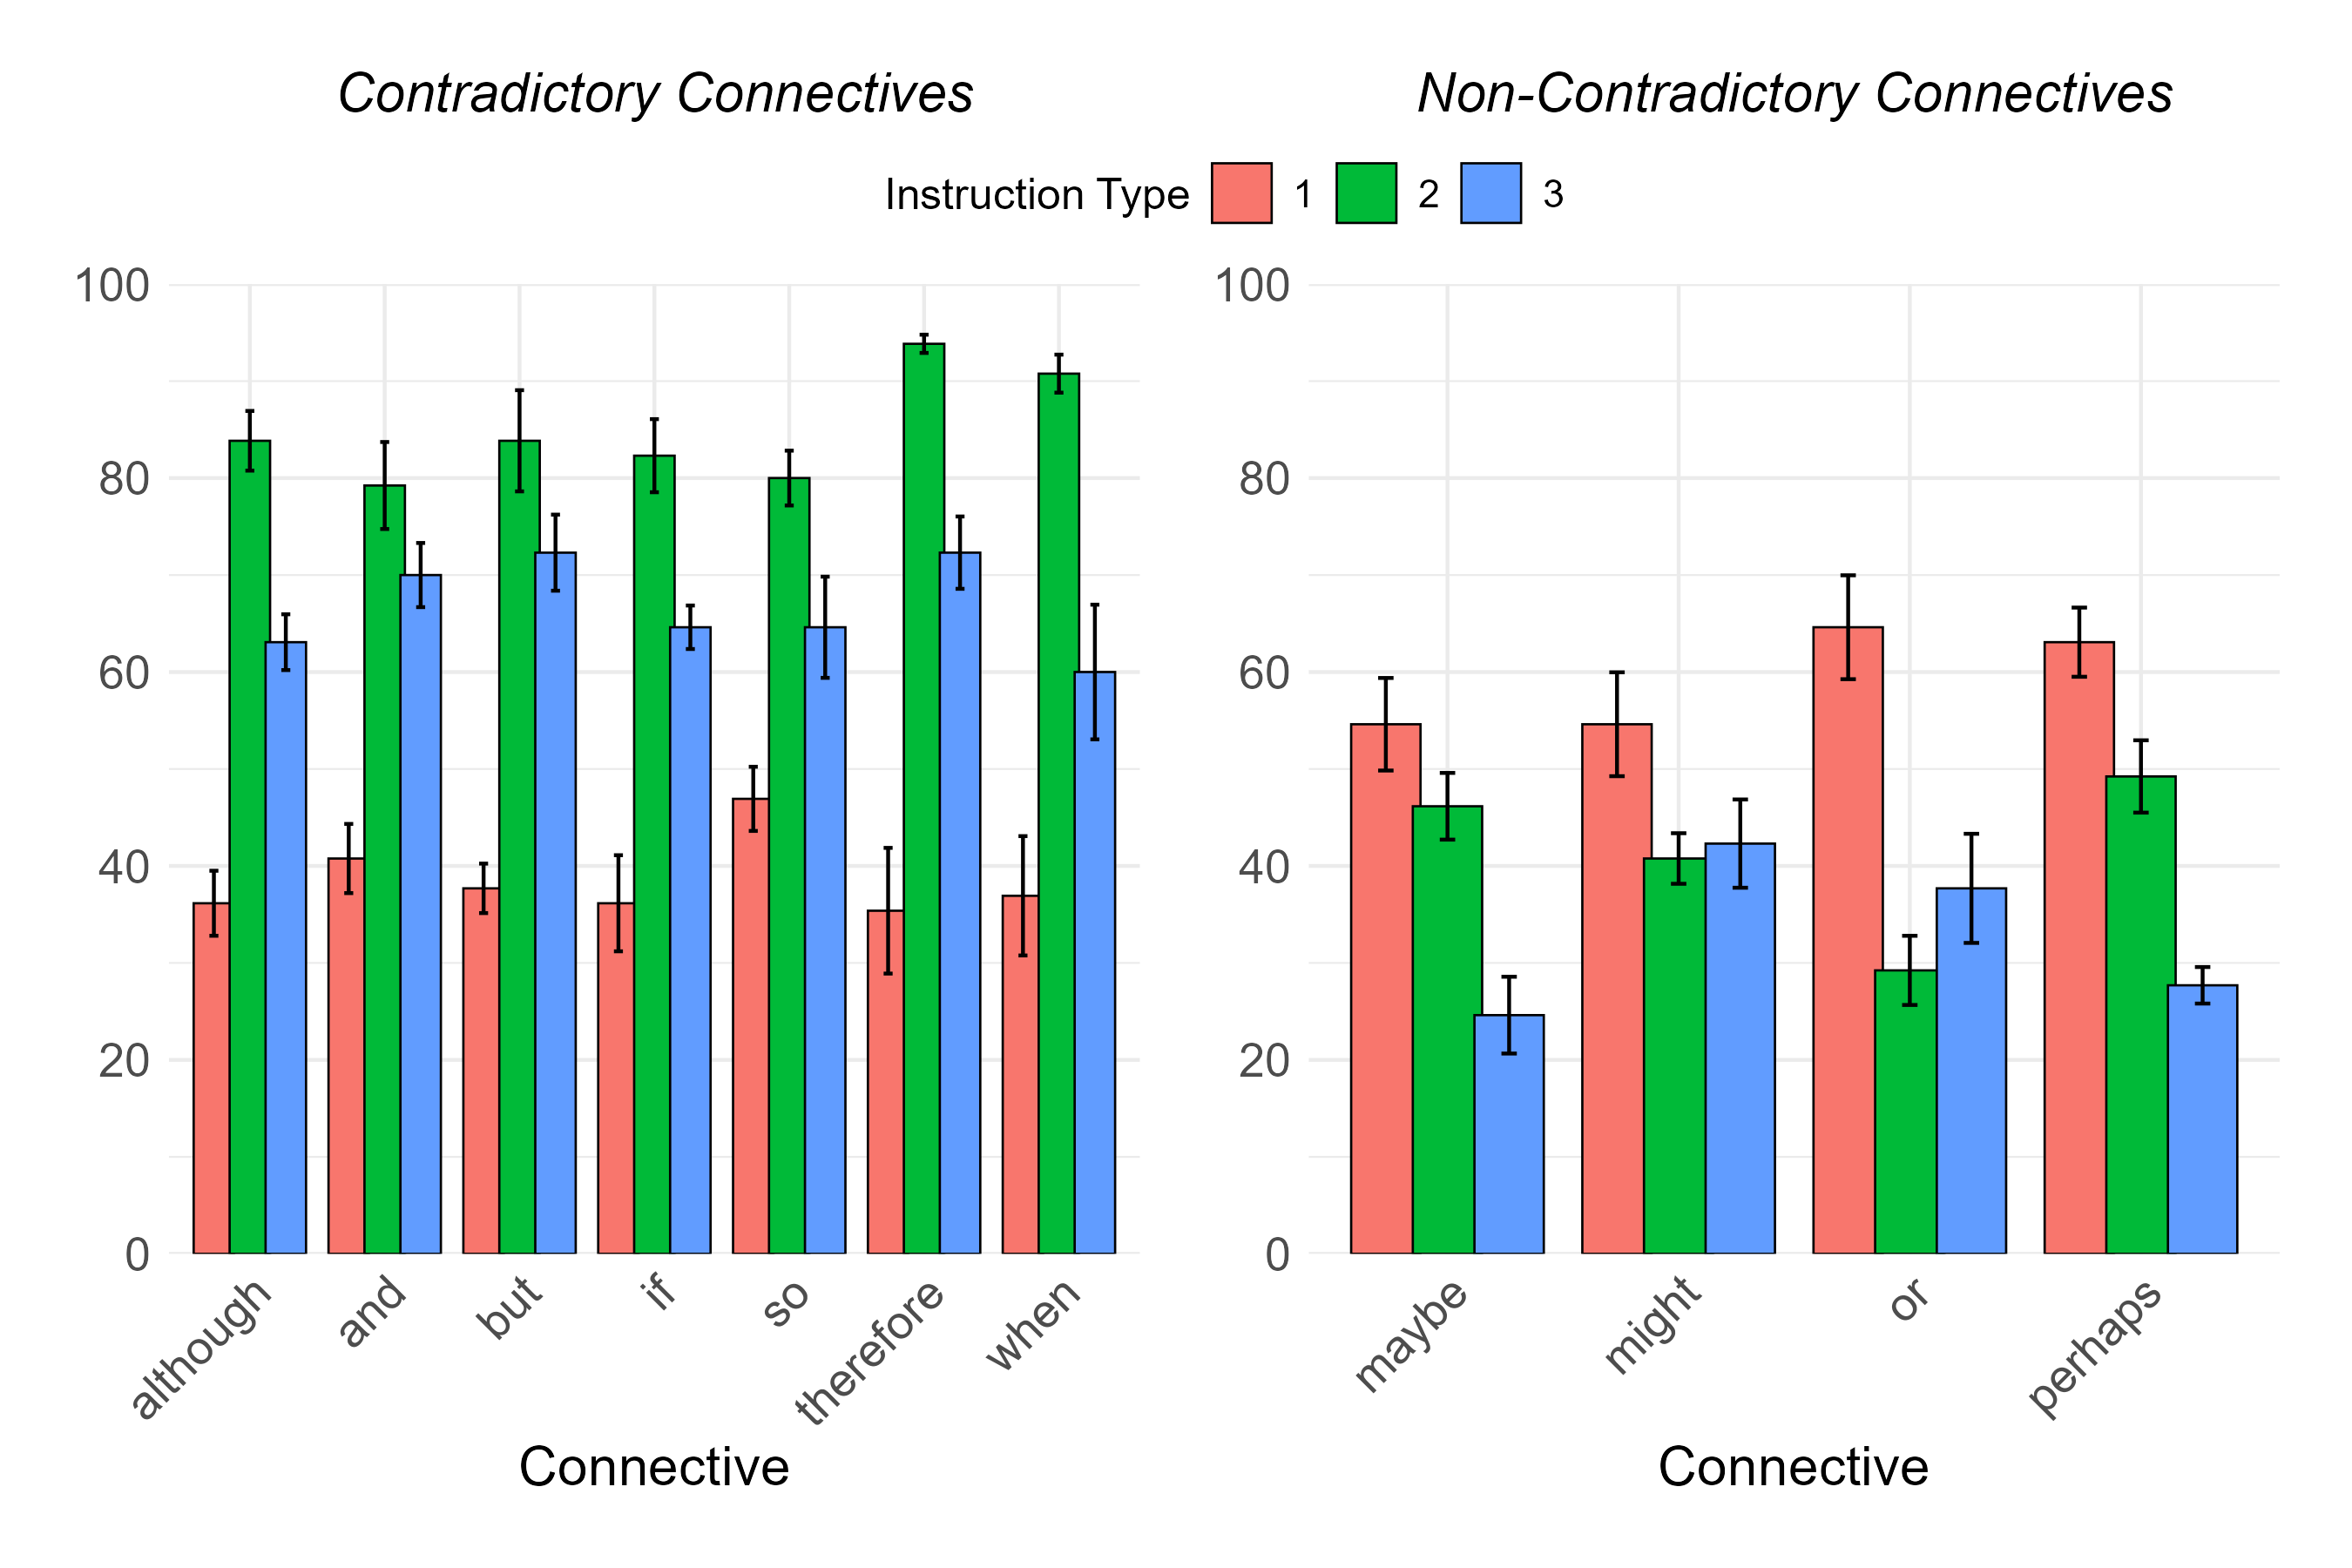 Contradictory Connectives
Non-Contradictory Connectives
Instruction Type 1 2 3
100
80
60
40
20
0
although and but if so therefore when
Connective
100
80
60
40
20
0
maybe might or perhaps
Connective